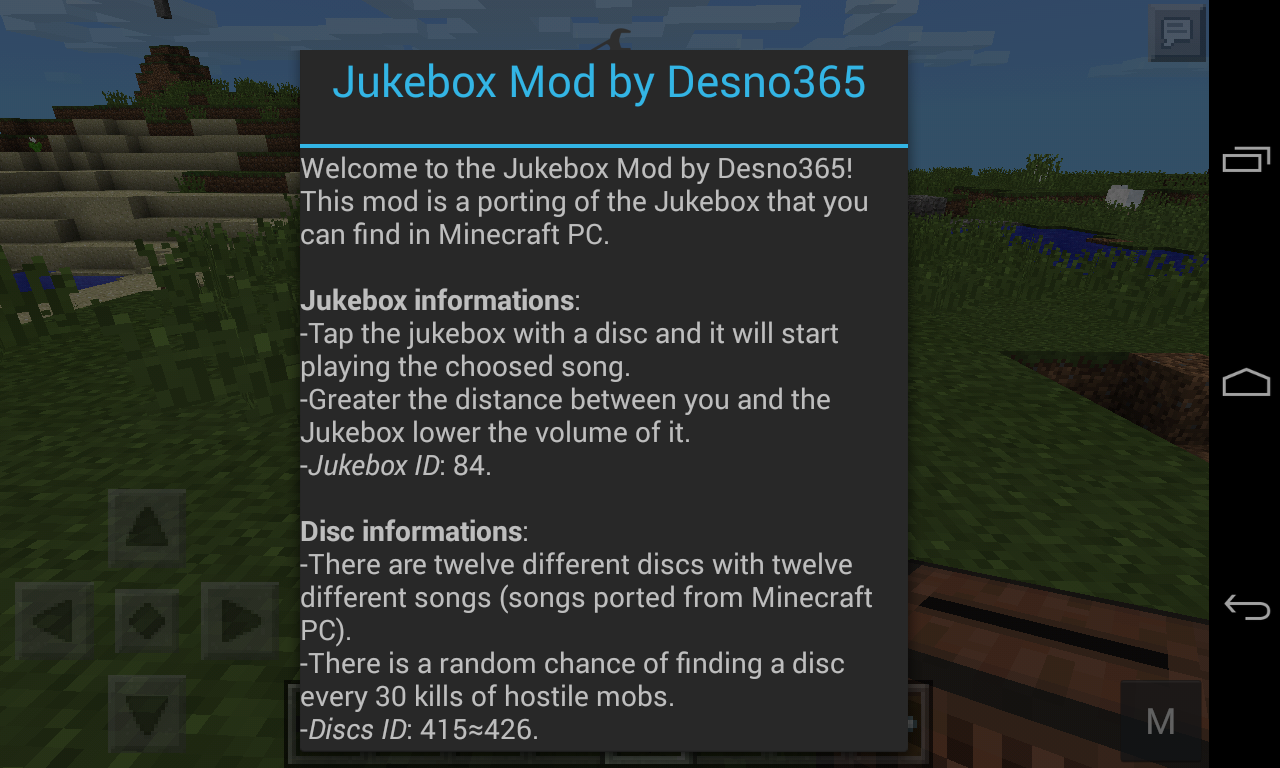 Jukebox Mod by Desno365
Welcome to the Jukebox Mod by Desno365!
This mod is a porting of the Jukebox that you
can find in Minecraft PC.
Jukebox informations:
-Tap the jukebox with a disc and it will start
playing the choosed song.
-Greater the distance between you and the
Jukebox lower the volume of it.
-Jukebox ID: 84.
Disc informations:
-There are twelve different discs with twelve
different songs (songs ported from Minecraft
PC).
-There is a random chance of finding a disc
every 30 kills of hostile mobs.
-Discs ID: 415≈426.
M